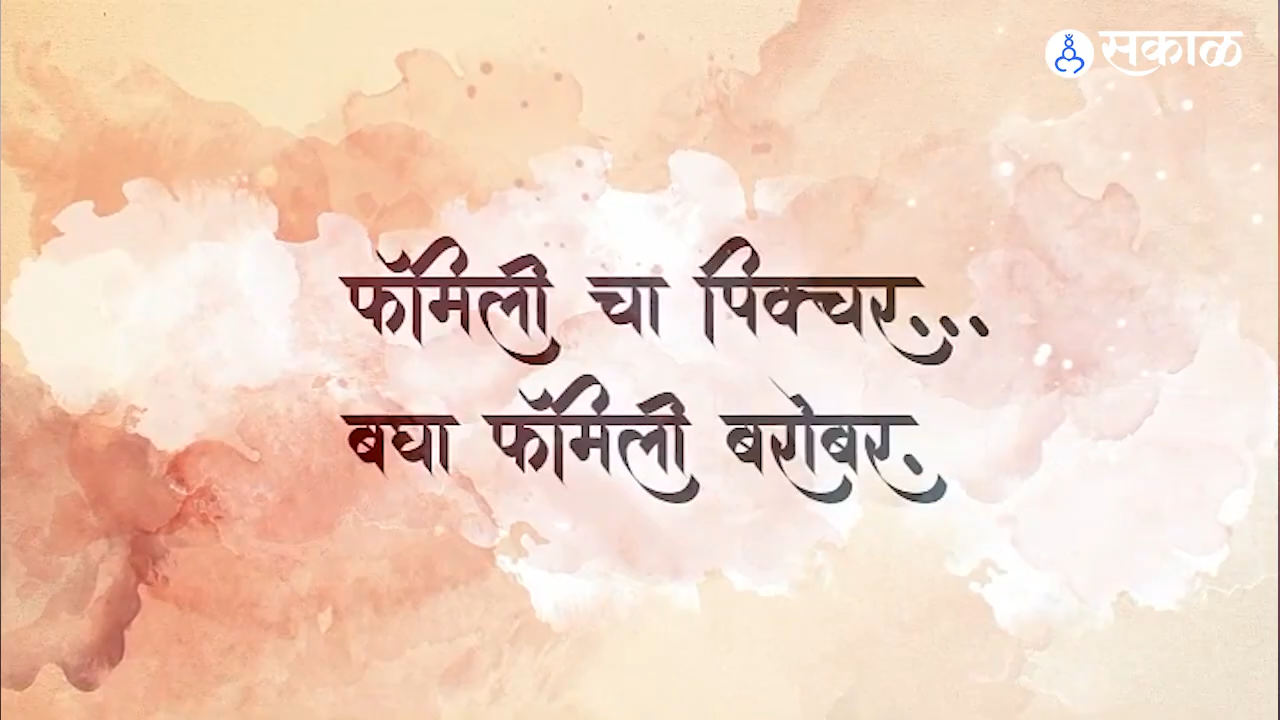 सकाळ
फॅमिली चा पिक्चर...
बघा फॅमिली बरोबर.